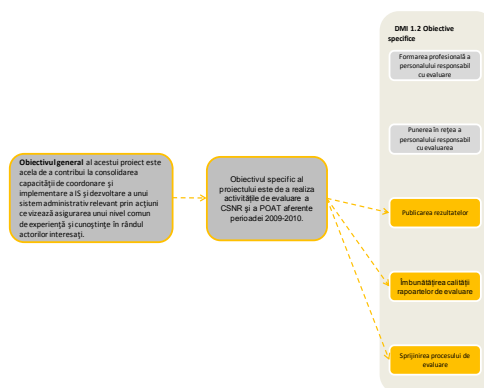 Obiectivul general al acestui proiect este
acela de a contribui la consolidarea
capacității de coordonare și
implementare a IS și dezvoltare a unui
sistem administrativ relevant prin acțiuni
ce vizează asigurarea unui nivel comun
de experiență și cunoștințe în rândul
actorilor interesați.
Obiectivul specific al
proiectului este de a realiza
activitățile de evaluare a
CSNR și a POAT aferente
perioadei 2009-2010.
DMI 1.2 Obiective
specifice
Formarea profesională a
personalului responsabil
cu evaluare
Punerea în rețea a
personalului responsabil
cu evaluarea
Publicarea rezultatelor
Îmbunătățirea calității
rapoartelor de evaluare
Sprijinirea procesului de
evaluare